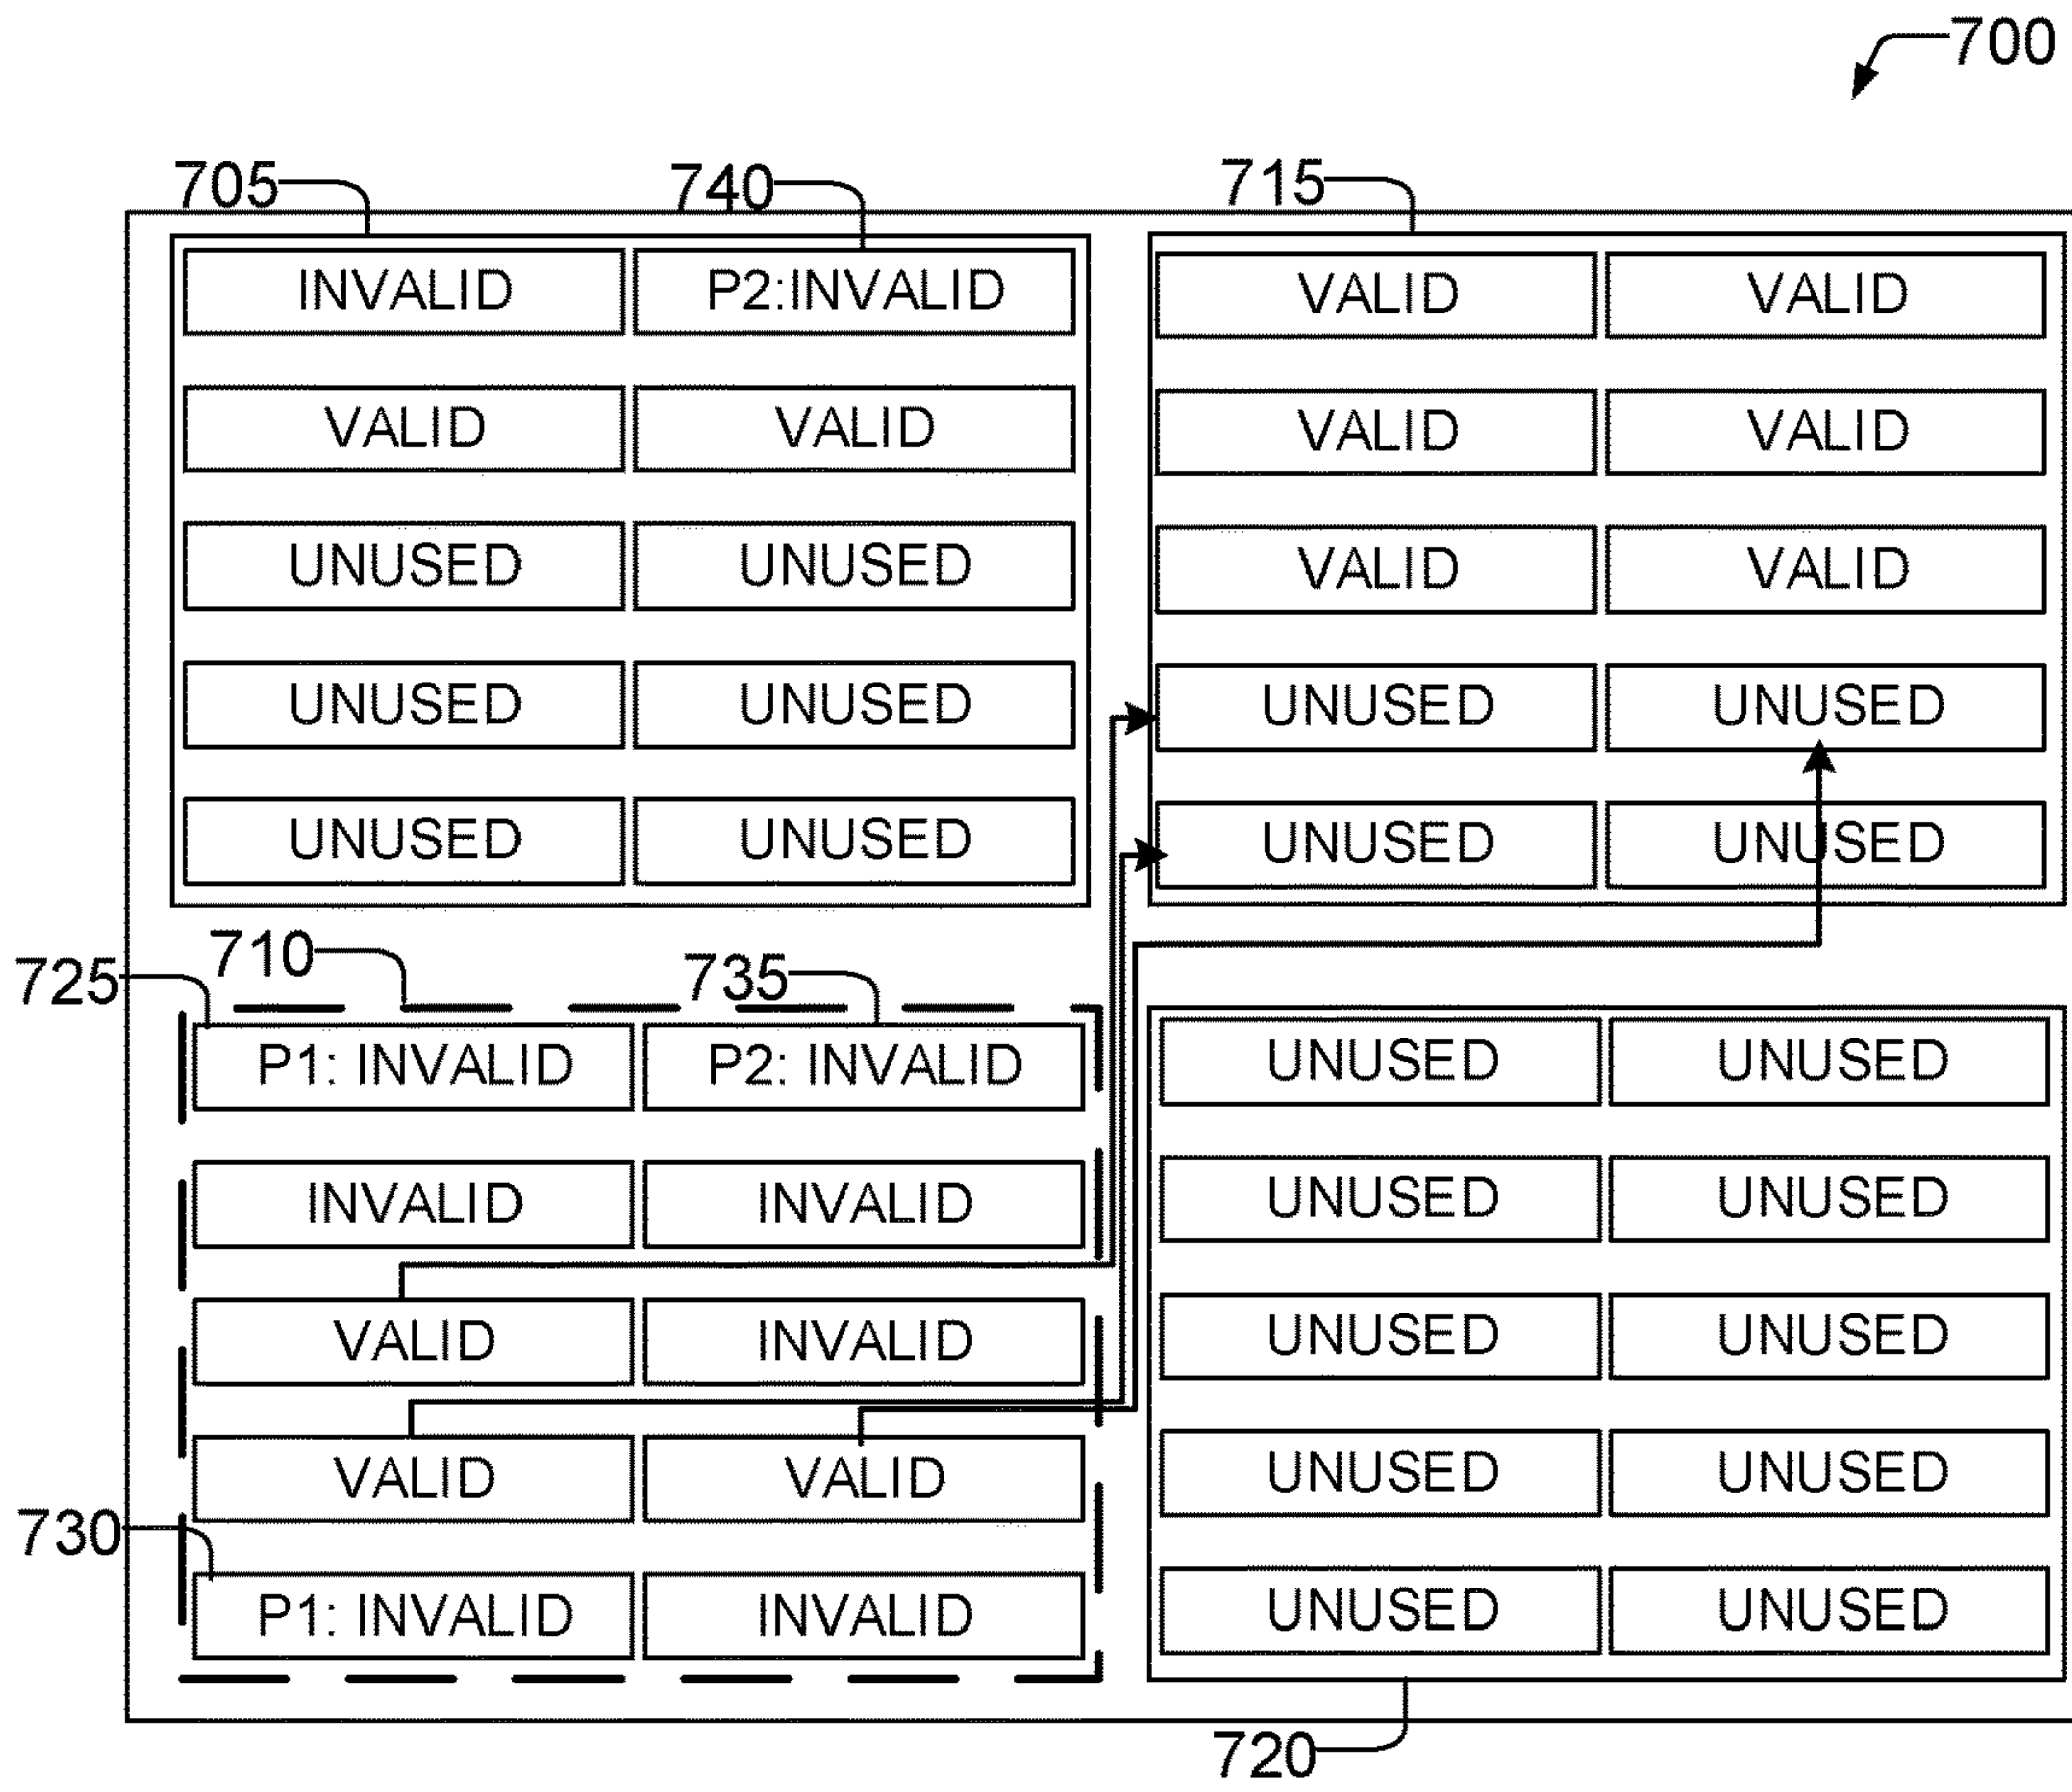 700
705 740 715
INVALID P2:INVALID VALID VALID
VALID VALID VALID VALID
UNUSED UNUSED VALID VALID
UNUSED UNUSED UNUSED UNUSED
UNUSED UNUSED UNUSED UNUSED
725 710 735
P1: INVALID P2: INVALID UNUSED UNUSED
INVALID INVALID UNUSED UNUSED
VALID INVALID UNUSED UNUSED
VALID VALID UNUSED UNUSED
730
P1: INVALID INVALID UNUSED UNUSED
720